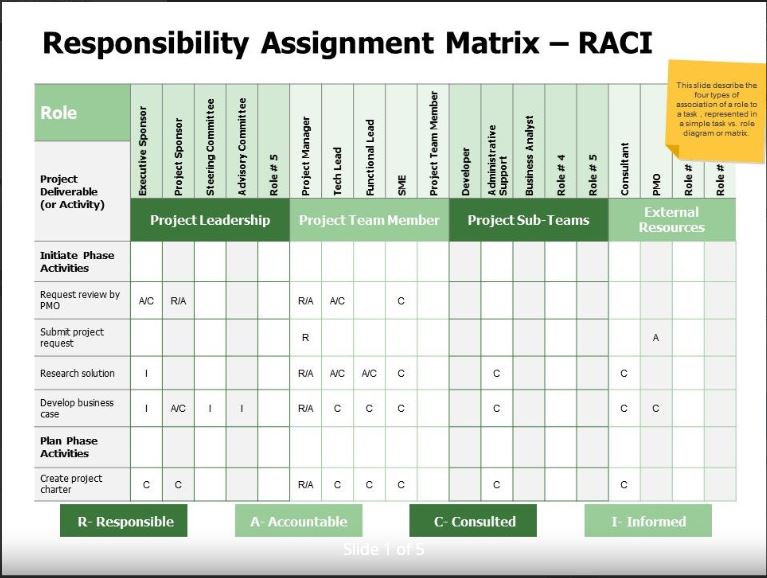 Responsibility Assignment Matrix – RACI
This slide describe the
four types of
association of a role to
a task , represented in
a simple task vs. role
diagram or matrix.
Role
Project
Deliverable
(or Activity)
Executive Sponsor
Project Sponsor
Steering Committee
Advisory Committee
Role # 5
Project Manager
Tech Lead
Functional Lead
SME
Project Team Member
Developer
Administrative
Support
Business Analyst
Role # 4
Role # 5
Consultant
PMO
Role #
Role #
Project Leadership
Project Team Member
Project Sub-Teams
External
Resources
Initiate Phase
Activities
Request review by
PMO
A/C R/A R/A A/C C
Submit project
request
R A
Research solution I R/A A/C A/C C C C
Develop business
case
I A/C I I R/A C C C C C C
Plan Phase
Activities
Create project
charter
C C R/A C C C C C
R- Responsible
A- Accountable
C- Consulted
I- Informed
Slide 1 of 5